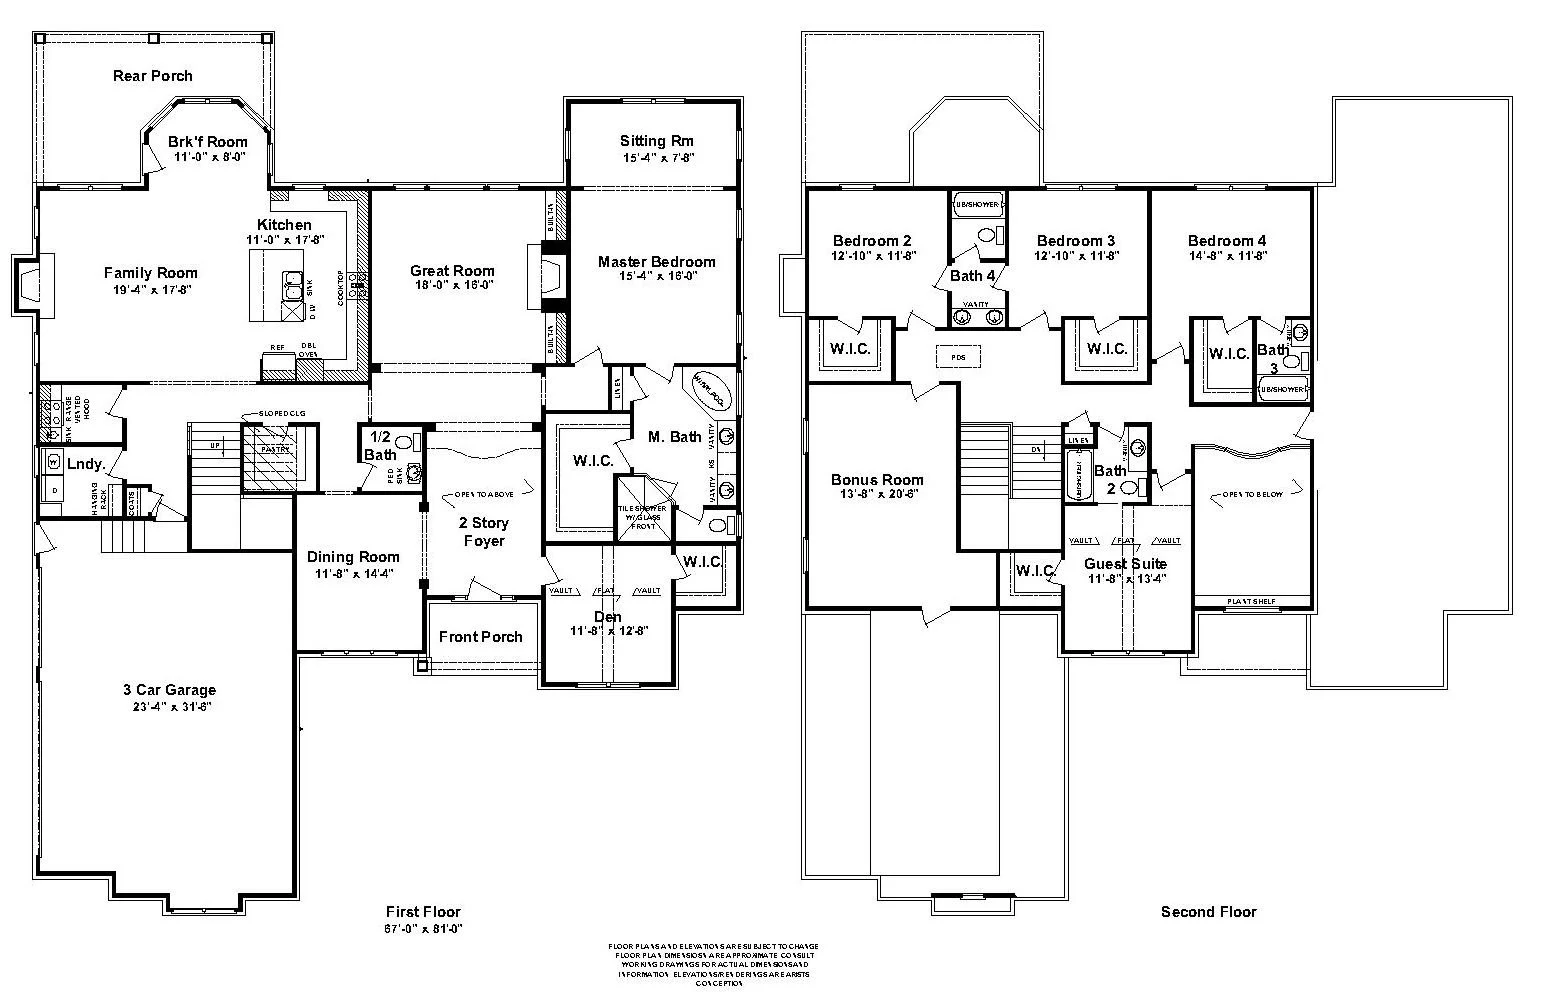 Rear Porch
Brk'f Room
11'-0" x 8'-0"
Sitting Rm
15'-4" x 7'-8"
Kitchen
11'-0" x 17'-8"
Family Room
19'-4" x 17'-8"
SINK
D/W
COOKTOP
REF
DBL
OVEN
Great Room
18'-0" x 16'-0"
BUILT-IN
BUILT-IN
Master Bedroom
15'-4" x 16'-0"
SINK
RANGE
VENTED
HOOD
SLOPED CLG
UP
PANTRY
1/2
Bath
PED
SINK
LINEN
WHIRLPOOL
M. Bath
VANITY
KS
VANITY
W.I.C.
TILE SHOWER
W/ GLASS
FRONT
Lndy.
W
D
HANGING
RACK
COATS
OPEN TO ABOVE
2 Story
Foyer
Dining Room
11'-8" x 14'-4"
W.I.C.
VAULT
FLAT
VAULT
Den
11'-8" x 12'-8"
Front Porch
3 Car Garage
23'-4" x 31'-6"
First Floor
67'-0" x 81'-0"
Bedroom 2
12'-10" x 11'-8"
UB/SHOWER
Bath 4
VANITY
Bedroom 3
12'-10" x 11'-8"
Bedroom 4
14'-8" x 11'-8"
W.I.C.
PDS
W.I.C.
W.I.C.
Bath
3
UB/SHOWER
LINEN
DN
Bath
2
Bonus Room
13'-8" x 20'-6"
OPEN TO BELOW
VAULT
FLAT
VAULT
W.I.C.
Guest Suite
11'-8" x 13'-4"
PLANT SHELF
Second Floor
FLOOR PLANS AND ELEVATIONS ARE SUBJECT TO CHANGE
FLOOR PLAN DIMENSIONS ARE APPROXIMATE CONSULT
WORKING DRAWINGS FOR ACTUAL DIMENSIONS AND
INFORMATION ELEVATIONS/RENDERINGS ARE ARTISTS
CONCEPTION